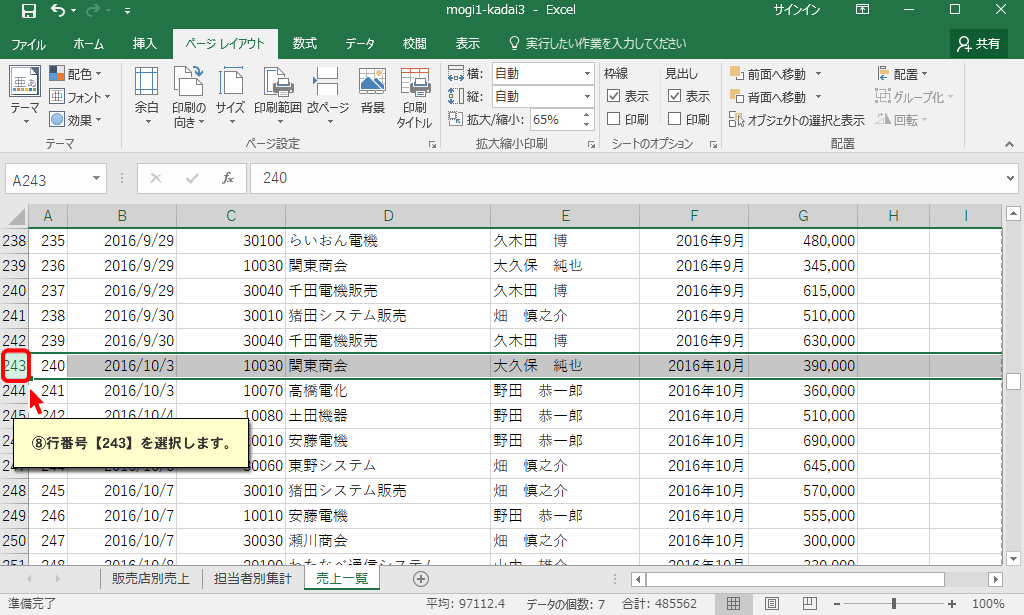 mogi1-kadai3 - Excel
サインイン
ファイル ホーム 挿入 ページ レイアウト 数式 データ 校閲 表示 実行したい作業を入力してください 共有
テーマ 配色 フォント 効果 テーマ
余白 印刷の向き サイズ 印刷範囲 改ページ 背景 印刷タイトル ページ設定
横: 自動
縦: 自動
拡大/縮小: 65%
拡大縮小印刷
枠線 見出し
表示 表示
印刷 印刷
シートのオプション
前面へ移動 配置
背面へ移動 グループ化
オブジェクトの選択と表示 回転
配置
A243 fx 240
A B C D E F G H I
238 235 2016/9/29 30100 らいおん電機 久木田 博 2016年9月 480,000
239 236 2016/9/29 10030 関東商会 大久保 純也 2016年9月 345,000
240 237 2016/9/29 30040 千田電機販売 久木田 博 2016年9月 615,000
241 238 2016/9/30 30010 猪田システム販売 畑 慎之介 2016年9月 510,000
242 239 2016/9/30 30040 千田電機販売 久木田 博 2016年9月 630,000
243 240 2016/10/3 10030 関東商会 大久保 純也 2016年10月 390,000
244 241 2016/10/3 10070 高橋電化 野田 恭一郎 2016年10月 360,000
245 242 2016/10/4 10080 土田機器 野田 恭一郎 2016年10月 510,000
⑧行番号【243】を選択します。
10010 安藤電機 野田 恭一郎 2016年10月 690,000
30060 東野システム 畑 慎之介 2016年10月 645,000
248 245 2016/10/7 30010 猪田システム販売 畑 慎之介 2016年10月 570,000
249 246 2016/10/7 10010 安藤電機 野田 恭一郎 2016年10月 555,000
250 247 2016/10/7 30030 瀬川商会 畑 慎之介 2016年10月 300,000
販売店別売上 担当者別集計 売上一覧
準備完了 平均: 97112.4 データの個数: 7 合計: 485562 100%